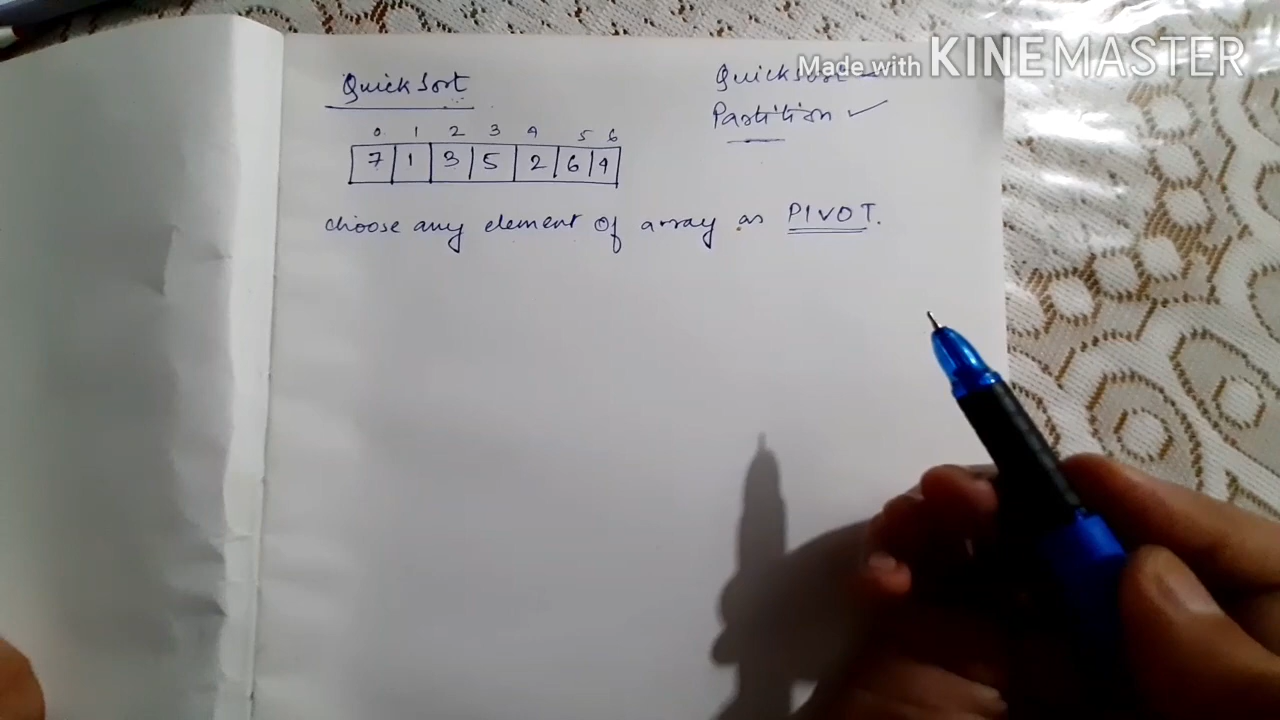 Made with KINEMASTER
Quick Sort
Quicksort
Partition ✓
0 1 2 3 4 5 6
7 1 3 5 2 6 4
choose any element of array as PIVOT.